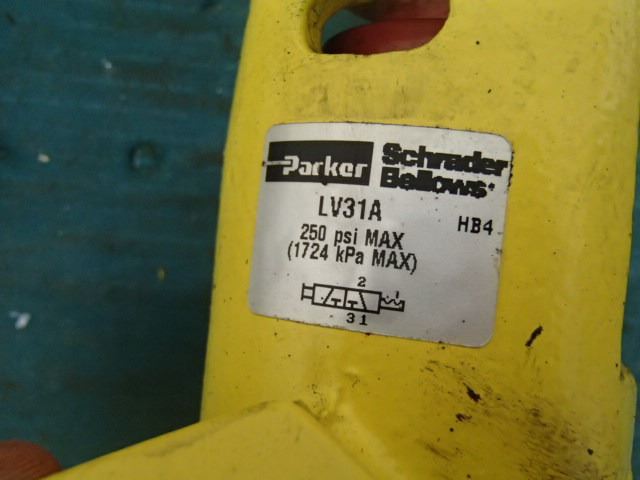 Parker Schrader Bellows
LV31A
HB4
250 psi MAX
(1724 kPa MAX)
2
3 1